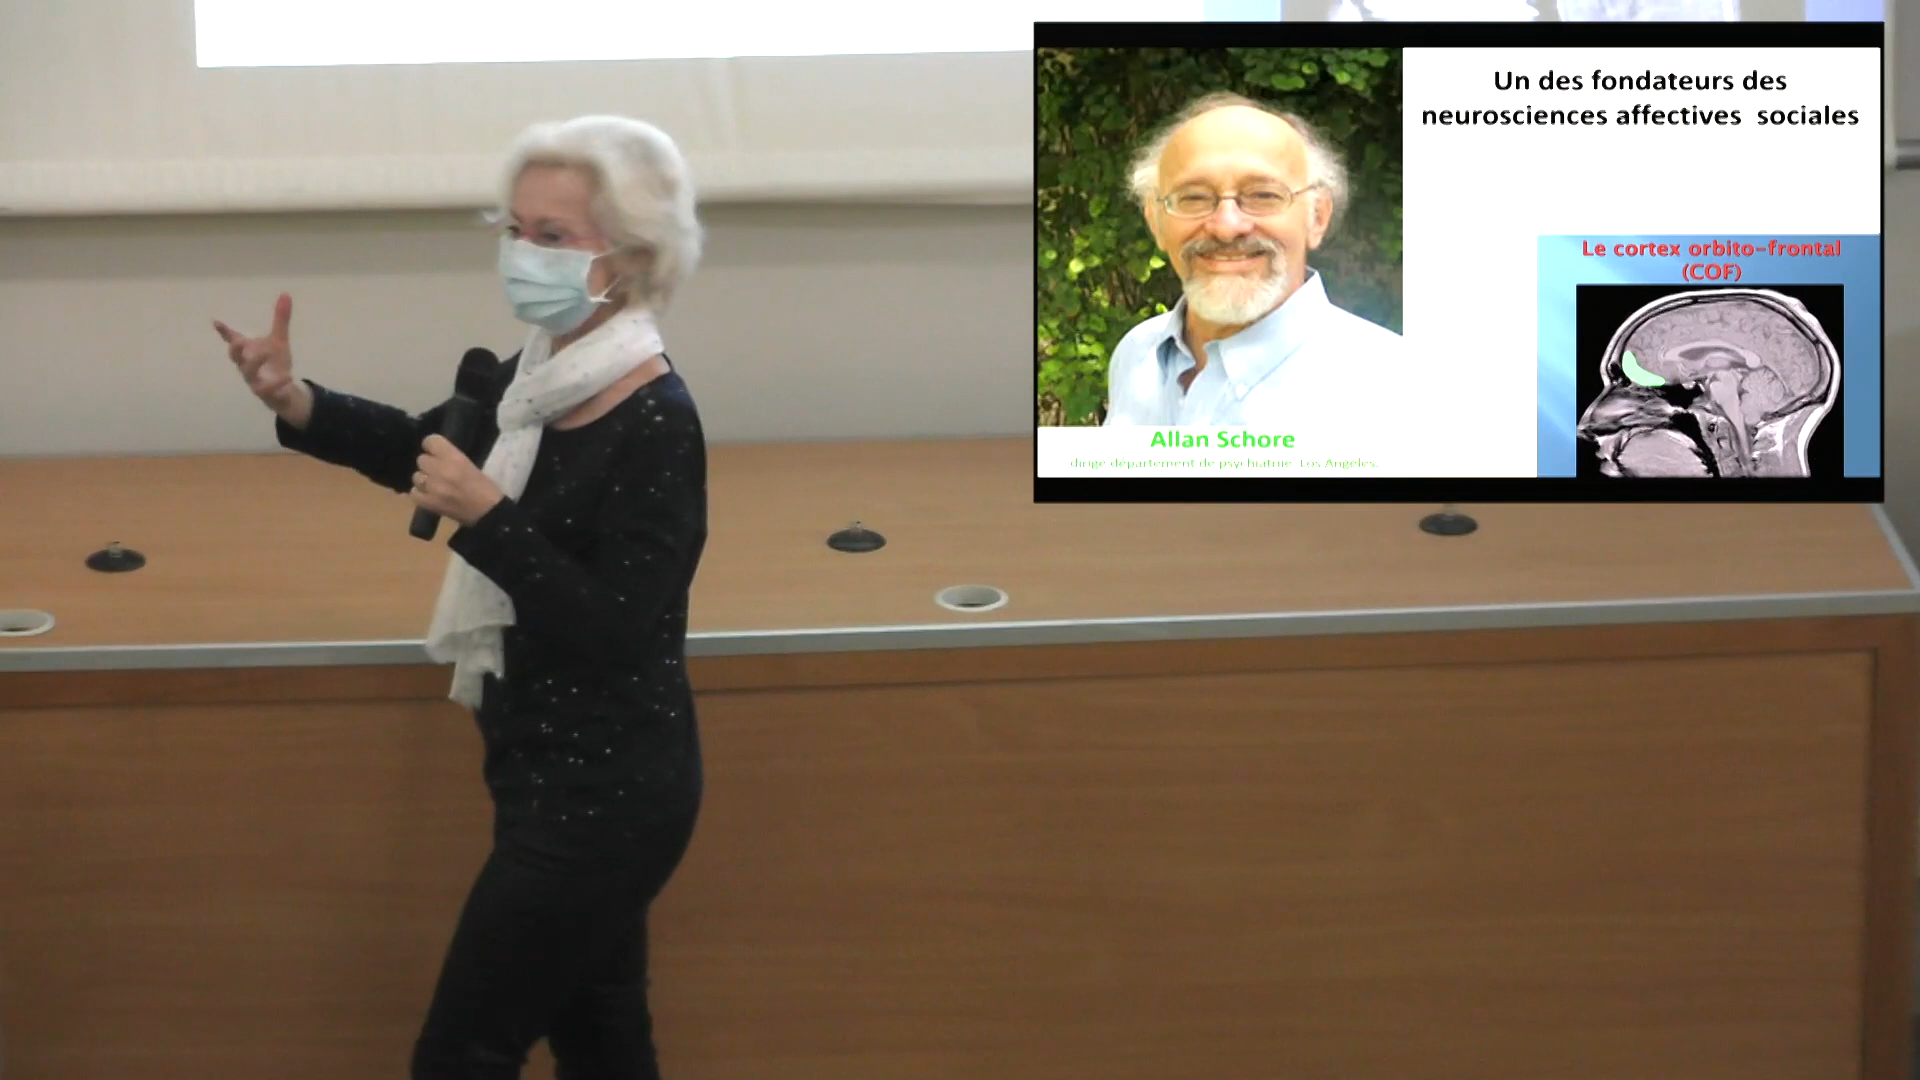 Un des fondateurs des
neurosciences affectives sociales
Le cortex orbito-frontal
(COF)
Allan Schore
dirige département de psychiatrie Los Angeles.